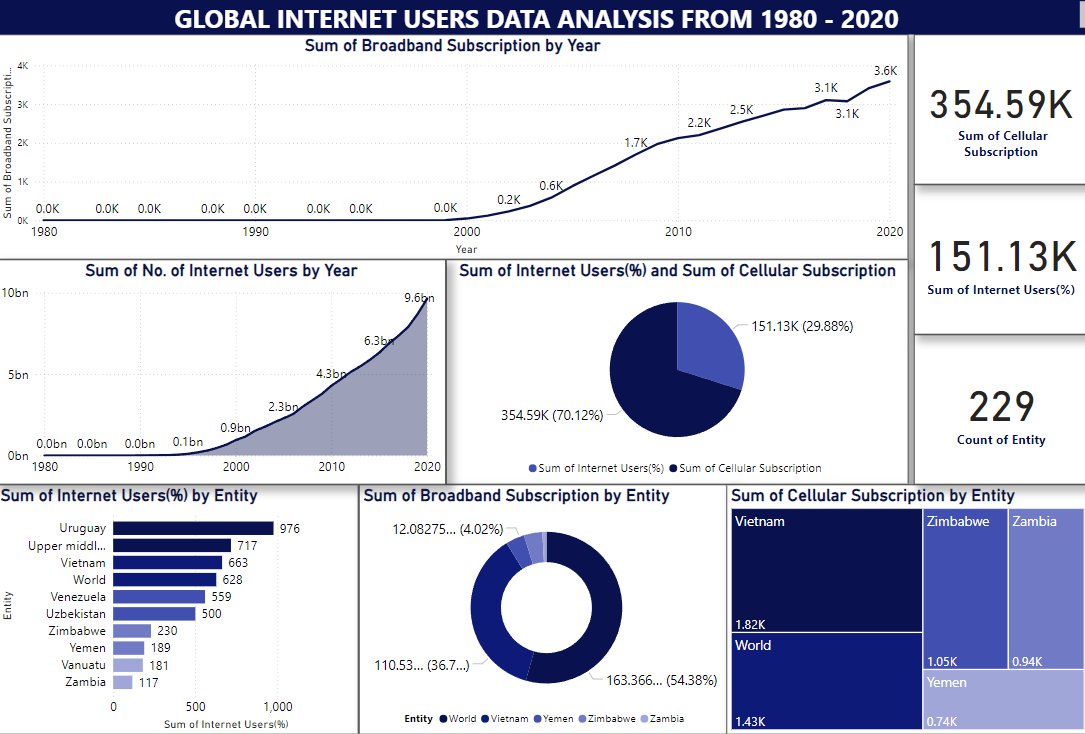 GLOBAL INTERNET USERS DATA ANALYSIS FROM 1980 - 2020
Sum of Broadband Subscription by Year
Sum of Broadband Subscripti...
4K
3K
2K
1K
0K
0.0K 0.0K 0.0K 0.0K 0.0K 0.0K 0.0K 0.0K 0.2K 0.6K 1.7K 2.2K 2.5K 3.1K 3.1K 3.6K
1980 1990 2000 2010 2020
Year
354.59K
Sum of Cellular
Subscription
151.13K
Sum of Internet Users(%)
229
Count of Entity
Sum of No. of Internet Users by Year
10bn
5bn
0bn
0.0bn 0.0bn 0.0bn 0.1bn 0.9bn 2.3bn 4.3bn 6.3bn 9.6bn
1980 1990 2000 2010 2020
Sum of Internet Users(%) and Sum of Cellular Subscription
151.13K (29.88%)
354.59K (70.12%)
Sum of Internet Users(%) Sum of Cellular Subscription
Sum of Internet Users(%) by Entity
Entity
Uruguay 976
Upper middl... 717
Vietnam 663
World 628
Venezuela 559
Uzbekistan 500
Zimbabwe 230
Yemen 189
Vanuatu 181
Zambia 117
0 500 1,000
Sum of Internet Users(%)
Sum of Broadband Subscription by Entity
12.08275... (4.02%)
110.53... (36.7...)
163.366... (54.38%)
Entity World Vietnam Yemen Zimbabwe Zambia
Sum of Cellular Subscription by Entity
Vietnam
1.82K
World
1.43K
Zimbabwe
1.05K
Zambia
0.94K
Yemen
0.74K